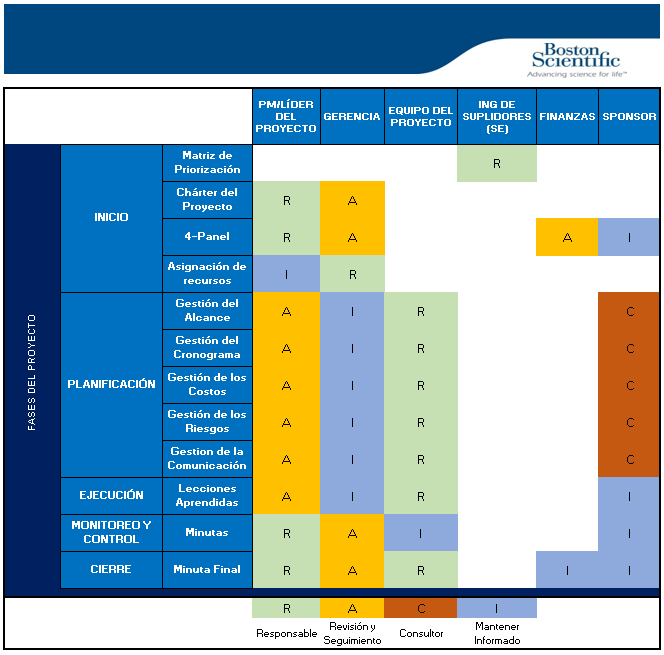 Boston
Scientific
Advancing science for life™
PM/LÍDER DEL PROYECTO GERENCIA EQUIPO DEL PROYECTO ING DE SUPLIDORES (SE) FINANZAS SPONSOR
FASES DEL PROYECTO
INICIO
Matriz de Priorización R
Chárter del Proyecto R A
4-Panel R A A I
Asignación de recursos I R
PLANIFICACIÓN
Gestión del Alcance A I R C
Gestión del Cronograma A I R C
Gestión de los Costos A I R C
Gestión de los Riesgos A I R C
Gestion de la Comunicación A I R C
EJECUCIÓN Lecciones Aprendidas A I R I
MONITOREO Y CONTROL Minutas R A I I
CIERRE Minuta Final R A R I I
R A C I
Responsable Revisión y Seguimiento Consultor Mantener Informado